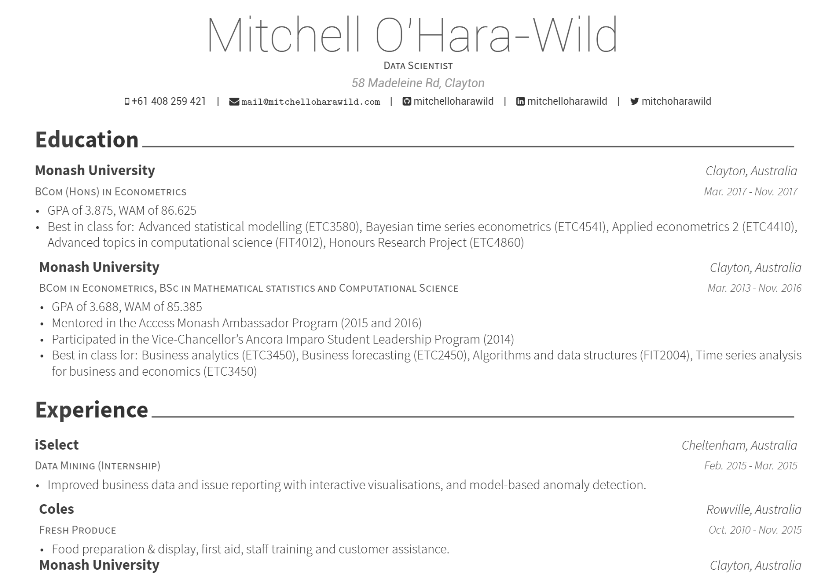 Mitchell O'Hara-Wild
Data Scientist
58 Madeleine Rd, Clayton
+61 408 259 421 | mail@mitchelloharawild.com | mitchelloharawild | mitchelloharawild | mitchoharawild
Education
Monash University Clayton, Australia
BCom (Hons) in Econometrics Mar. 2017 - Nov. 2017
• GPA of 3.875, WAM of 86.625
• Best in class for: Advanced statistical modelling (ETC3580), Bayesian time series econometrics (ETC4541), Applied econometrics 2 (ETC4410),
Advanced topics in computational science (FIT4012), Honours Research Project (ETC4860)
Monash University Clayton, Australia
BCom in Econometrics, BSc in Mathematical statistics and Computational Science Mar. 2013 - Nov. 2016
• GPA of 3.688, WAM of 85.385
• Mentored in the Access Monash Ambassador Program (2015 and 2016)
• Participated in the Vice-Chancellor's Ancora Imparo Student Leadership Program (2014)
• Best in class for: Business analytics (ETC3450), Business forecasting (ETC2450), Algorithms and data structures (FIT2004), Time series analysis
for business and economics (ETC3450)
Experience
iSelect Cheltenham, Australia
Data Mining (Internship) Feb. 2015 - Mar. 2015
• Improved business data and issue reporting with interactive visualisations, and model-based anomaly detection.
Coles Rowville, Australia
Fresh Produce Oct. 2010 - Nov. 2015
• Food preparation & display, first aid, staff training and customer assistance.
Monash University Clayton, Australia